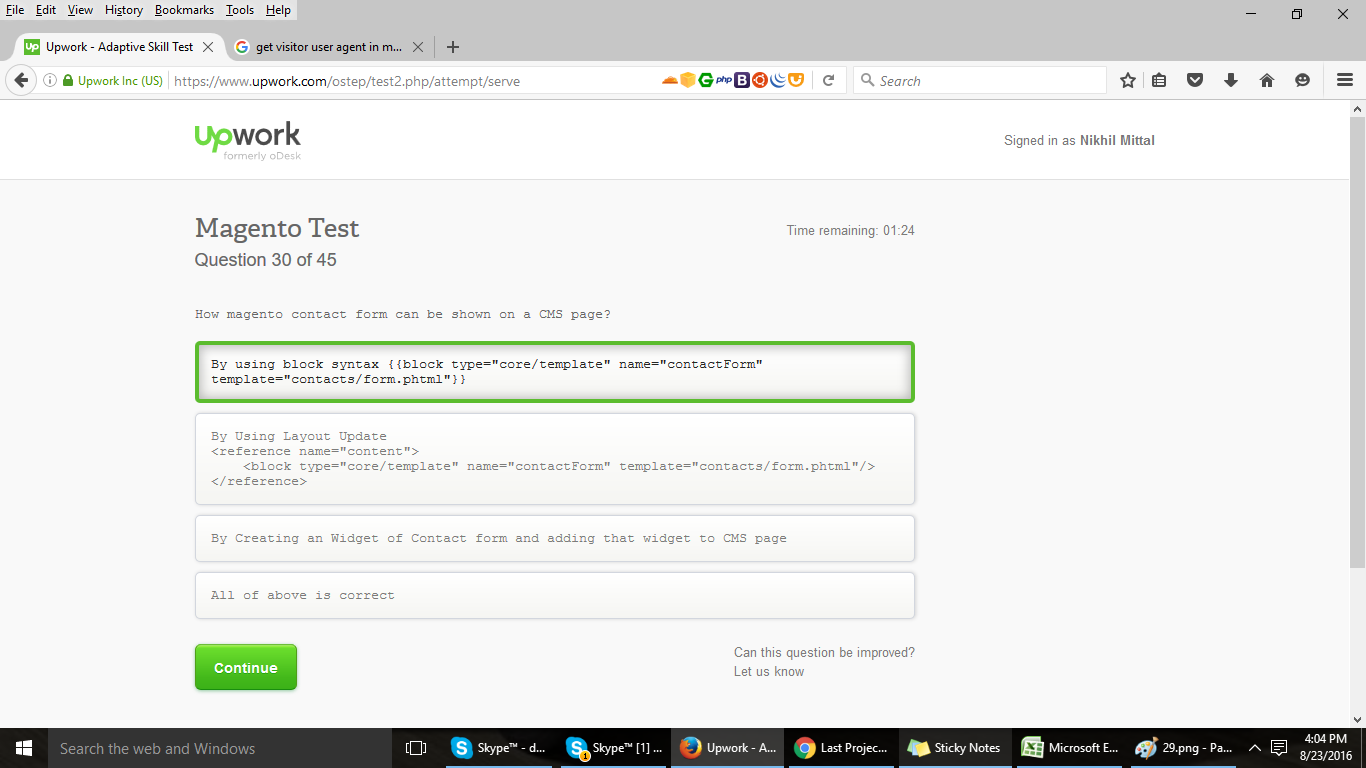 File Edit View History Bookmarks Tools Help
Upwork - Adaptive Skill Test
get visitor user agent in m...
Upwork Inc (US)
https://www.upwork.com/ostep/test2.php/attempt/serve
php
Search
upwork
formerly oDesk
Signed in as Nikhil Mittal
Magento Test
Time remaining: 01:24
Question 30 of 45
How magento contact form can be shown on a CMS page?
By using block syntax {{block type="core/template" name="contactForm"
template="contacts/form.phtml"}}
By Using Layout Update
<reference name="content">
<block type="core/template" name="contactForm" template="contacts/form.phtml"/>
</reference>
By Creating an Widget of Contact form and adding that widget to CMS page
All of above is correct
Continue
Can this question be improved?
Let us know
Search the web and Windows
Skype™ - d...
Skype™ [1] ...
Upwork - A...
Last Projec...
Sticky Notes
Microsoft E...
29.png - Pa...
4:04 PM
8/23/2016